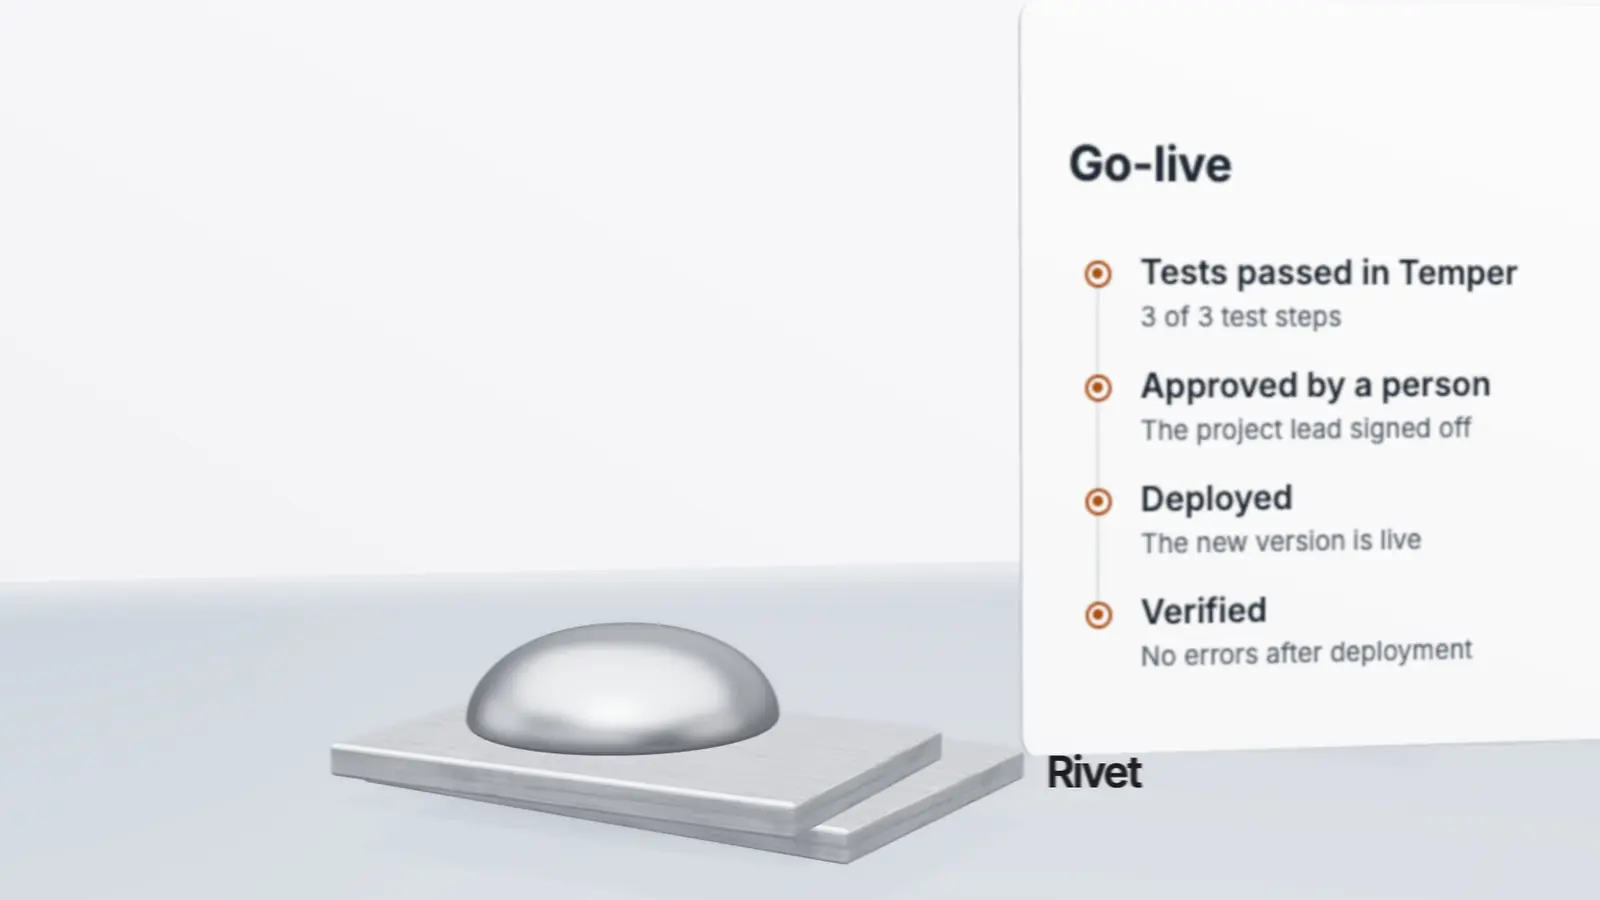 Go-live
Tests passed in Temper
3 of 3 test steps
Approved by a person
The project lead signed off
Deployed
The new version is live
Verified
No errors after deployment
Rivet